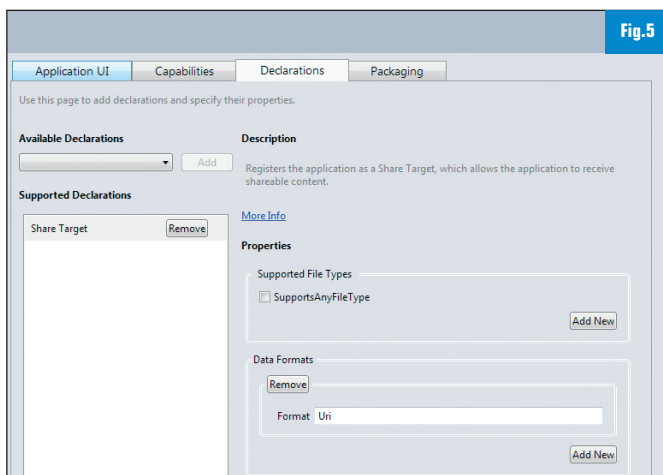 Fig.5
Application UI
Capabilities
Declarations
Packaging
Use this page to add declarations and specify their properties.
Available Declarations
Add
Supported Declarations
Share Target
Remove
Description
Registers the application as a Share Target, which allows the application to receive
shareable content.
More Info
Properties
Supported File Types
SupportsAnyFileType
Add New
Data Formats
Remove
Format Uri
Add New